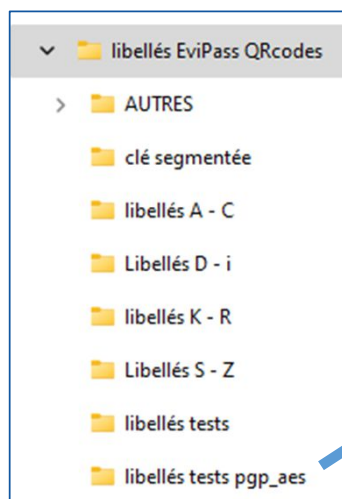 libellés EviPass QRcodes
AUTRES
clé segmentée
libellés A - C
Libellés D - i
libellés K - R
Libellés S - Z
libellés tests
libellés tests pgp_aes